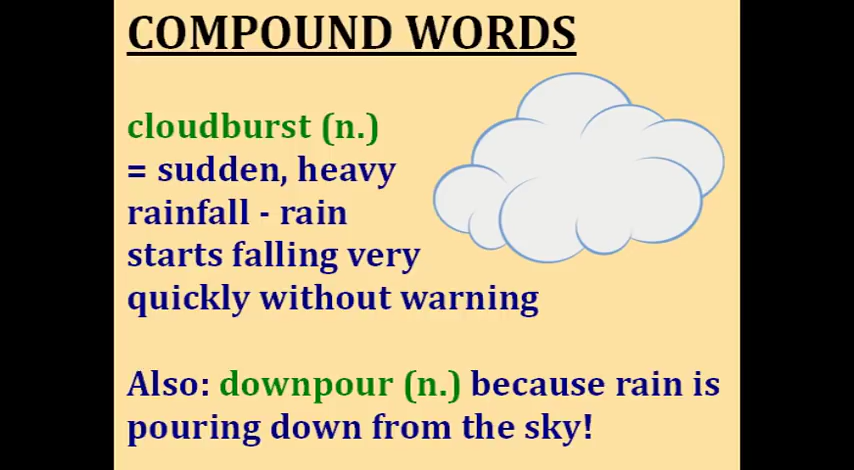 COMPOUND WORDS
cloudburst (n.)
= sudden, heavy
rainfall - rain
starts falling very
quickly without warning
Also: downpour (n.) because rain is
pouring down from the sky!